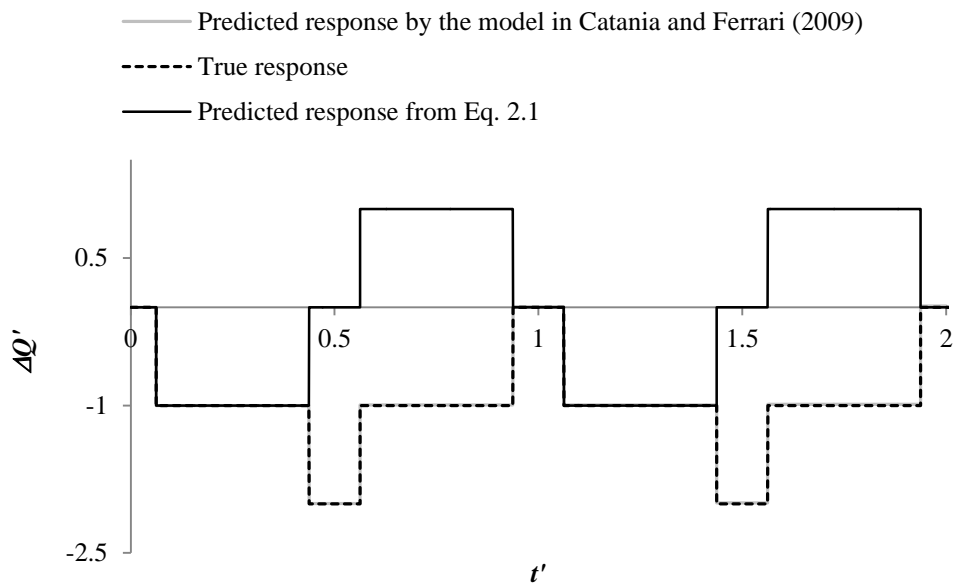 Predicted response by the model in Catania and Ferrari (2009)
True response
Predicted response from Eq. 2.1
0.5
0 0.5 1 1.5 2
ΔQ'
-1
-2.5
t'